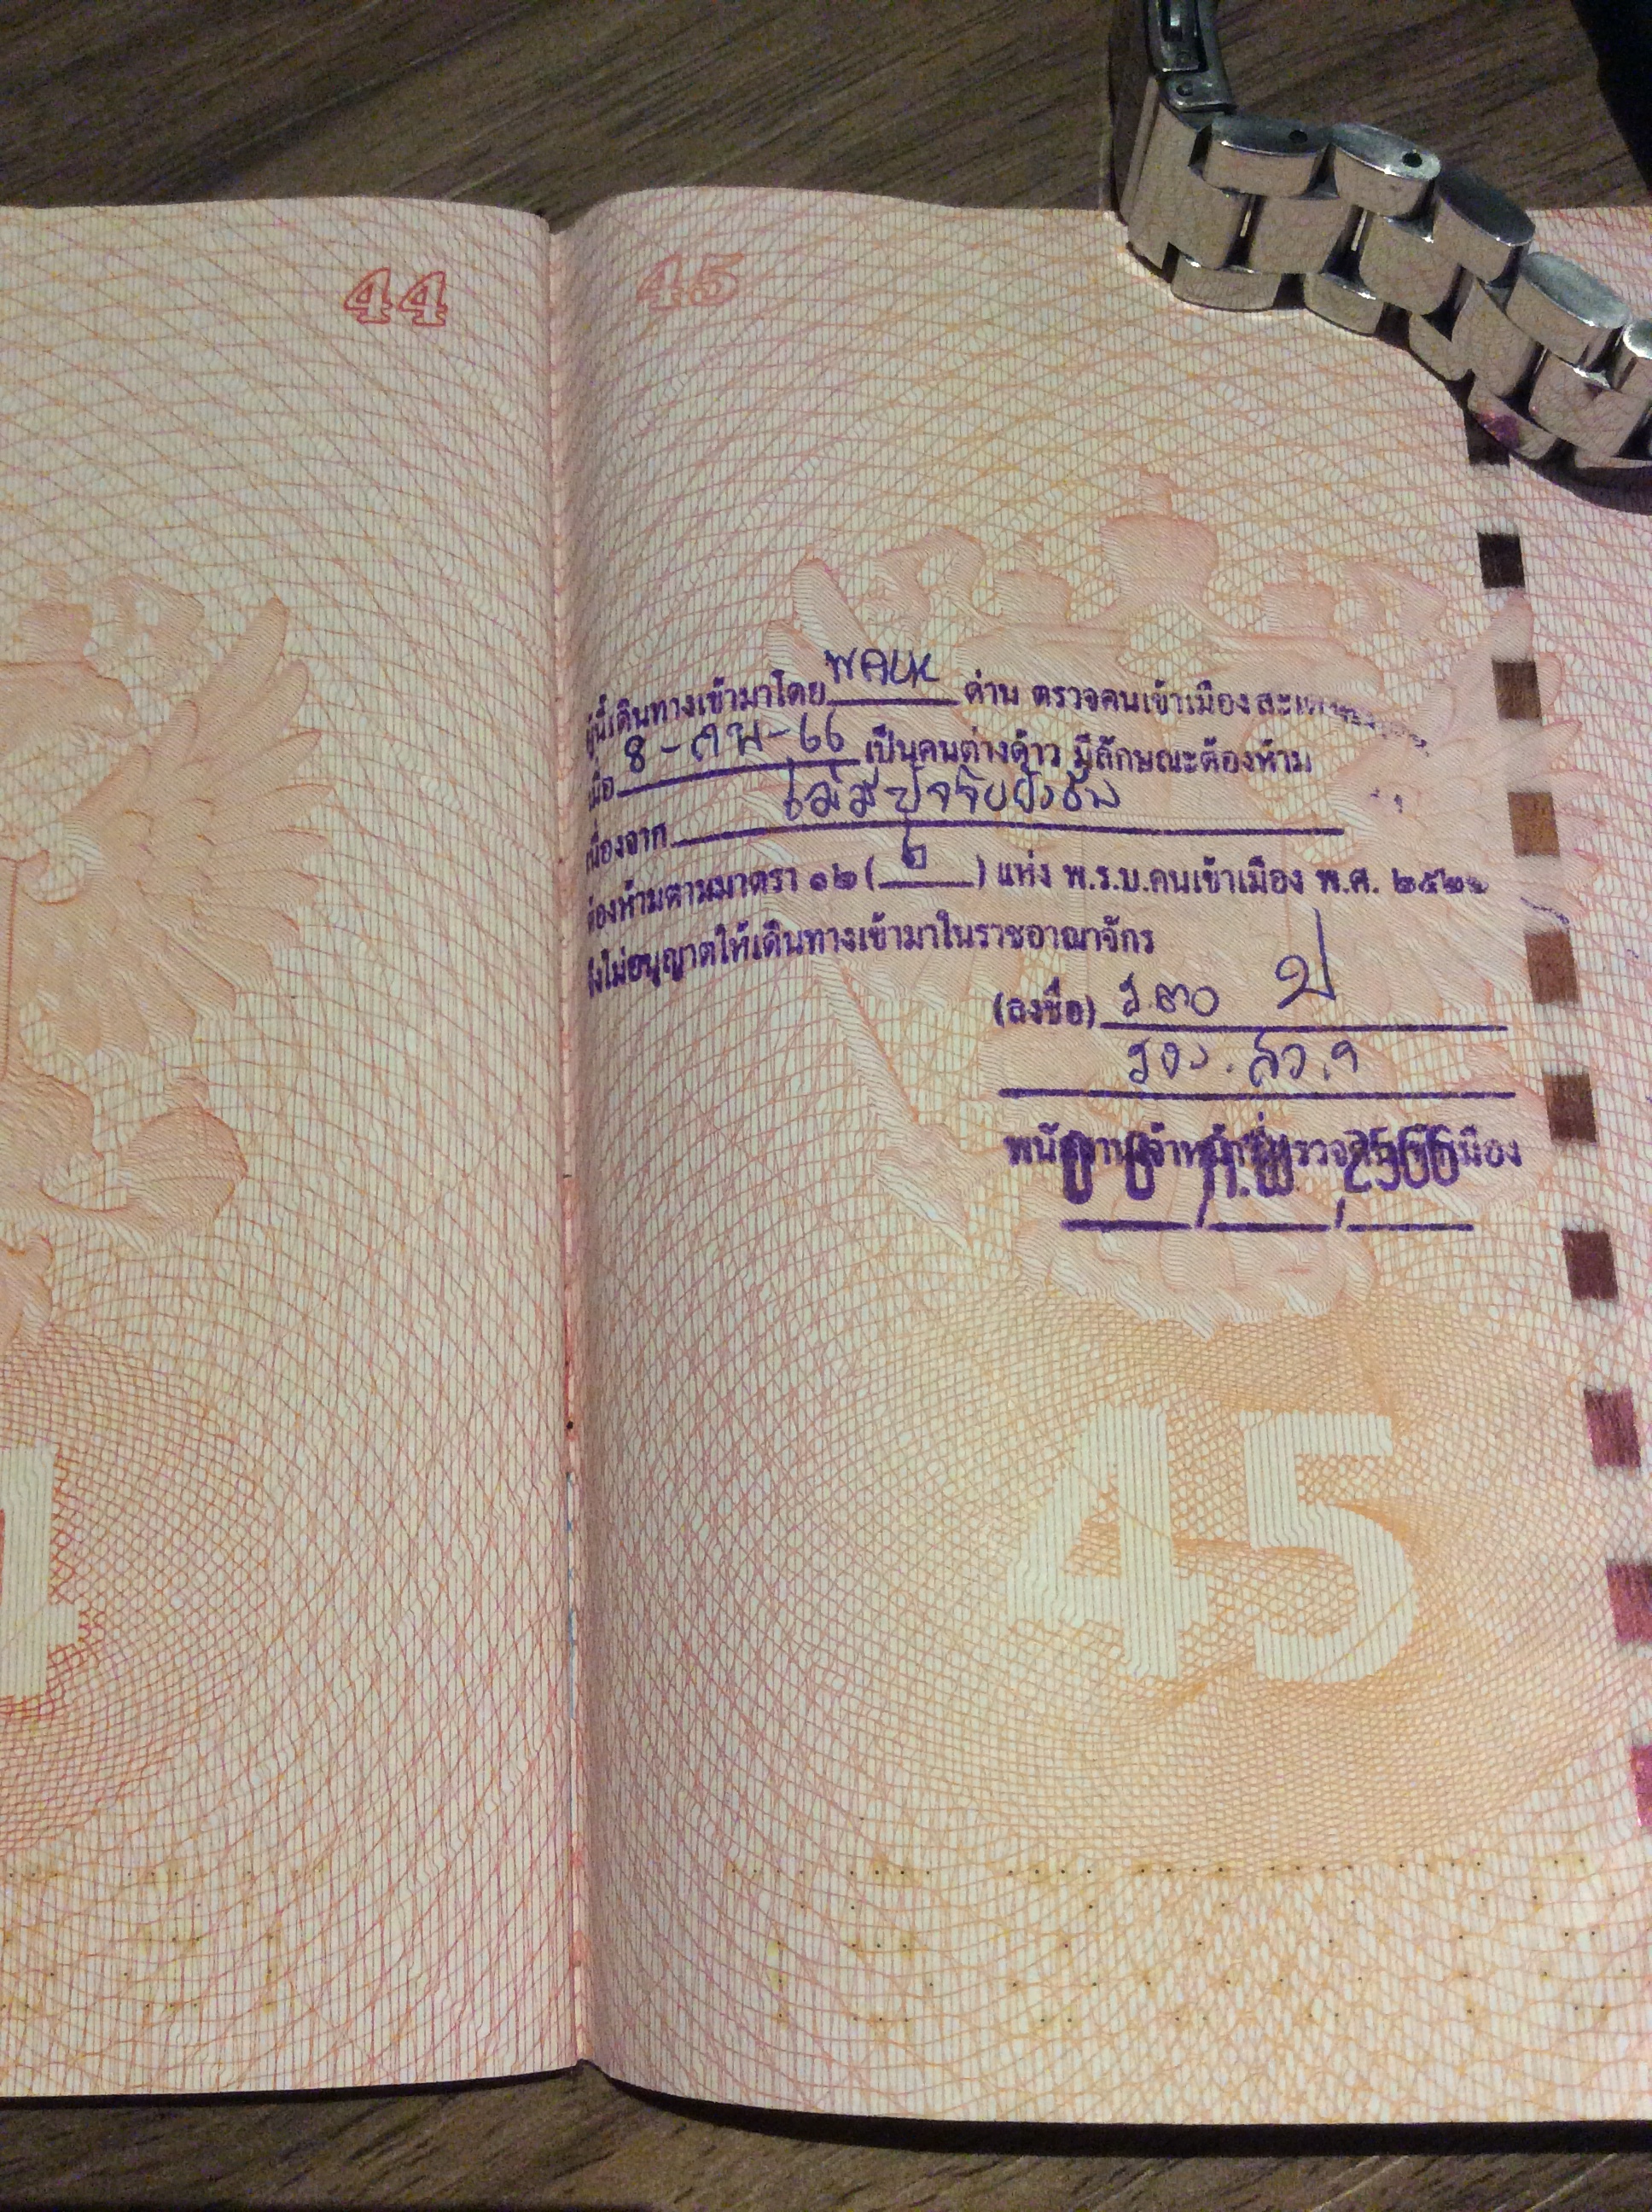 44 45
ผู้นี้เดินทางเข้ามาโดย WALK ด่าน ตรวจคนเข้าเมือง
เมื่อ 8-กพ-66 เป็นคนต่างด้าว มีลักษณะต้องห้าม
เนื่องจาก ไม่มีปัจจัยยังชีพ
ต้องห้ามตามมาตรา ๑๒ ( ๒ ) แห่ง พ.ร.บ.คนเข้าเมือง พ.ศ. ๒๕๒๒
จึงไม่อนุญาตให้เดินทางเข้ามาในราชอาณาจักร
(ลงชื่อ)
พนักงานเจ้าหน้าที่ตรวจคนเข้าเมือง
ก.พ. 2566
45